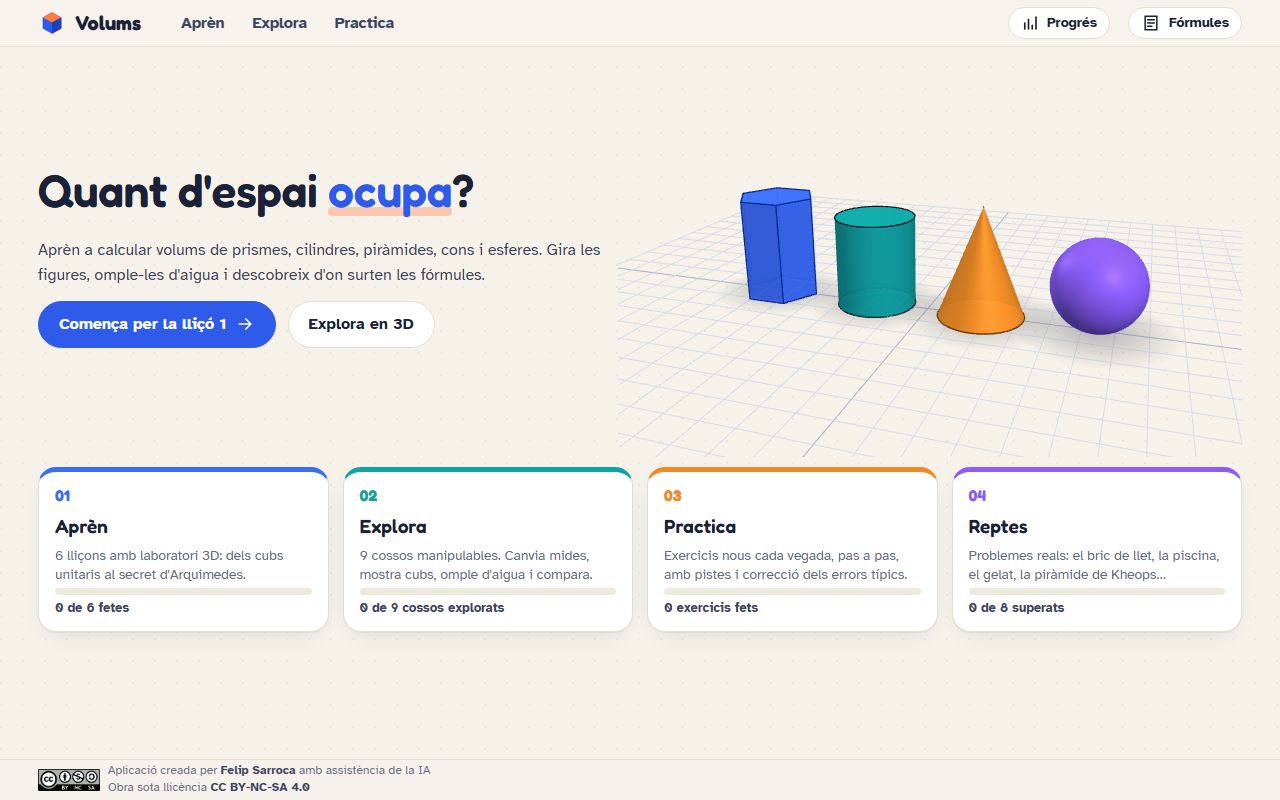 Volums
Aprèn
Explora
Practica
Progrés
Fórmules
Quant d'espai ocupa?
Aprèn a calcular volums de prismes, cilindres, piràmides, cons i esferes. Gira les
figures, omple-les d'aigua i descobreix d'on surten les fórmules.
Comença per la lliçó 1 →
Explora en 3D
01
Aprèn
6 lliçons amb laboratori 3D: dels cubs
unitaris al secret d'Arquimedes.
0 de 6 fetes
02
Explora
9 cossos manipulables. Canvia mides,
mostra cubs, omple d'aigua i compara.
0 de 9 cossos explorats
03
Practica
Exercicis nous cada vegada, pas a pas,
amb pistes i correcció dels errors típics.
0 exercicis fets
04
Reptes
Problemes reals: el bric de llet, la piscina,
el gelat, la piràmide de Kheops...
0 de 8 superats
CC BY NC SA
Aplicació creada per Felip Sarroca amb assistència de la IA
Obra sota llicència CC BY-NC-SA 4.0